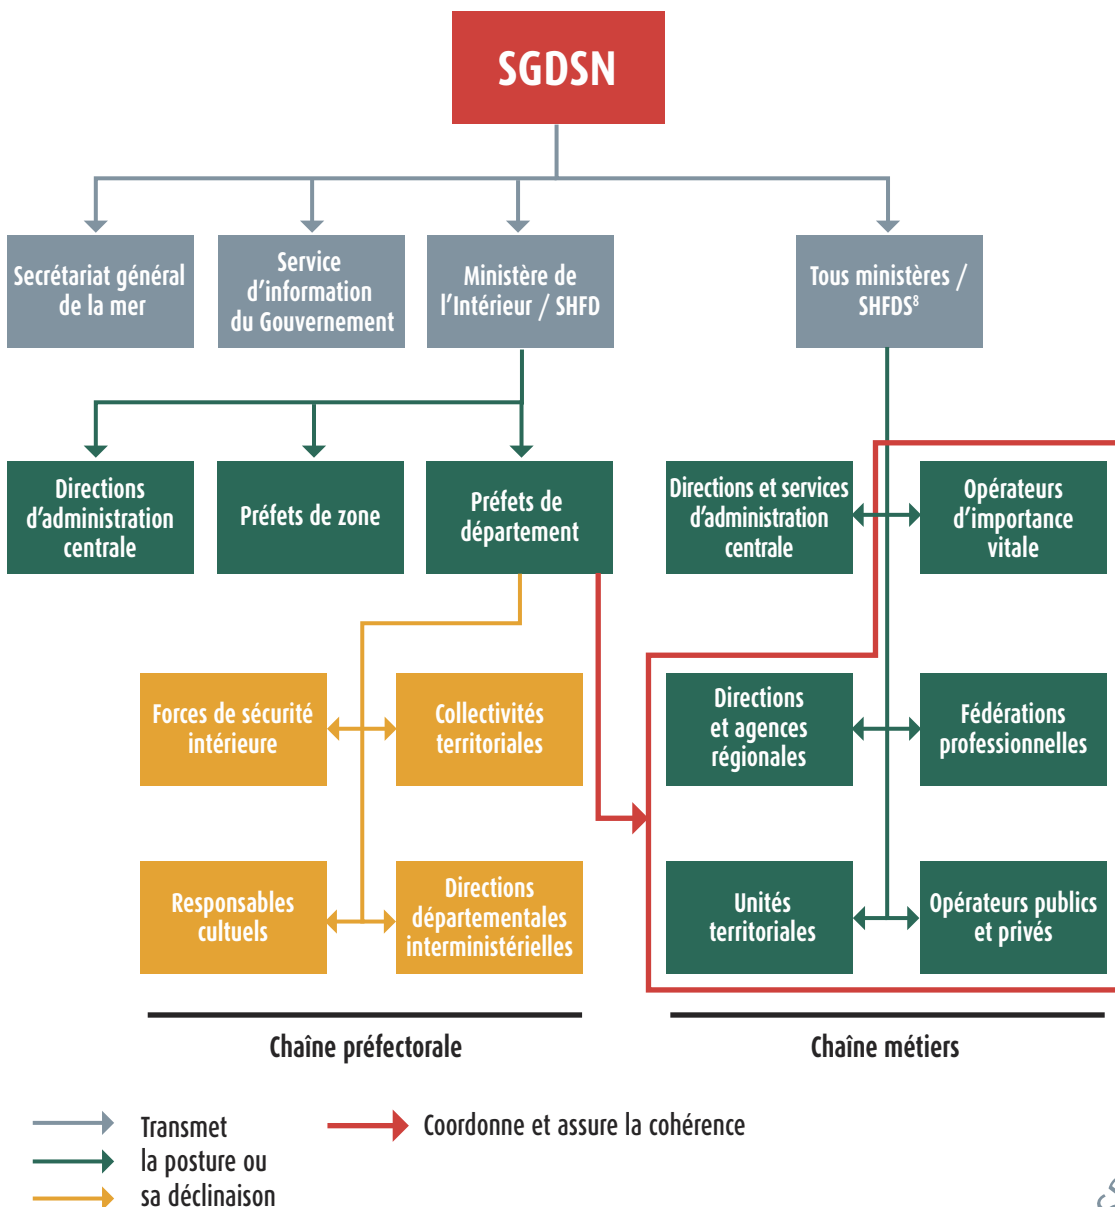 SGDSN
Secrétariat général
de la mer
Service
d'information
du Gouvernement
Ministère de
l'Intérieur / SHFD
Tous ministères /
SHFDS⁸
Directions
d'administration
centrale
Préfets de zone
Préfets de
département
Directions et services
d'administration
centrale
Opérateurs
d'importance
vitale
Forces de sécurité
intérieure
Collectivités
territoriales
Directions
et agences
régionales
Fédérations
professionnelles
Responsables
cultuels
Directions
départementales
interministérielles
Unités
territoriales
Opérateurs publics
et privés
Chaîne préfectorale
Chaîne métiers
Transmet
la posture ou
sa déclinaison
Coordonne et assure la cohérence